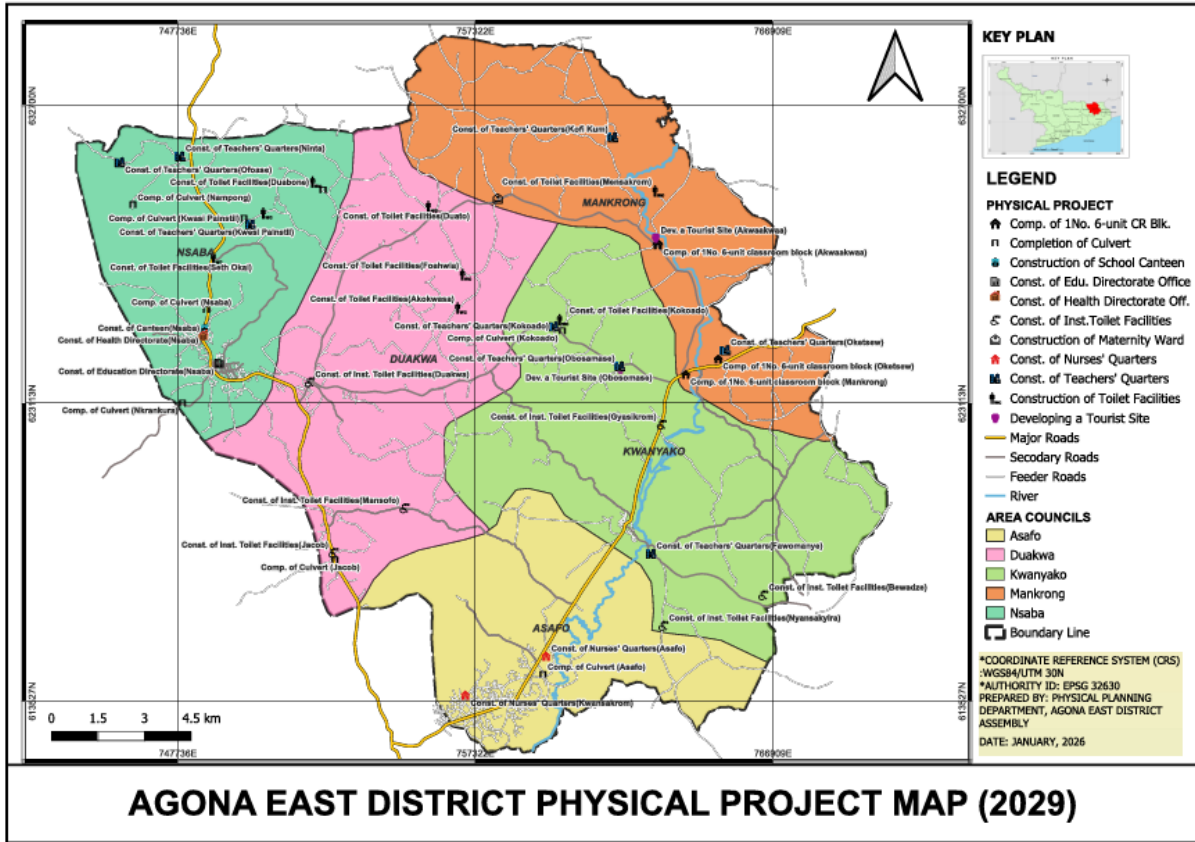 747736E
757322E
766909E
632700N
632700N
Const. of Teachers' Quarters(Kofi Kum)
Const. of Teachers' Quarters(Ninta)
Const. of Teachers' Quarters(Ofoase)
Const. of Toilet Facilities(Duabone)
Const. of Toilet Facilities(Mensakrom)
Comp. of Culvert (Nampong)
MANKRONG
Comp. of Culvert (Kwasi Painstil)
Const. of Toilet Facilities(Duato)
Const. of Teachers' Quarters(Kwesi Painstil)
Dev. a Tourist Site (Akwaakwaa)
NSABA
Comp. of 1No. 6-unit classroom block (Akwaakwaa)
Const. of Toilet Facilities(Seth Okai)
Const. of Toilet Facilities(Foshwia)
Comp. of Culvert (Nsaba)
Const. of Toilet Facilities(Akokwasa)
Const. of Toilet Facilities(Kokoado)
Const. of Canteen(Nsaba)
Const. of Teachers' Quarters(Kokoado)
Const. of Health Directorate(Nsaba)
Comp. of Culvert (Kokoado)
Const. of Teachers' Quarters(Oketsew)
DUAKWA
Const. of Teachers' Quarters(Obosomase)
Const. of Education Directorate(Nsaba)
Const. of Inst. Toilet Facilities(Duakwa)
Dev. a Tourist Site (Obosomase)
Comp. of 1No. 6-unit classroom block (Oketsew)
Comp. of 1No. 6-unit classroom block (Mankrong)
623113N
623113N
Comp. of Culvert (Nkrankura)
Const. of Inst. Toilet Facilities(Gyasikrom)
KWANYAKO
Const. of Inst. Toilet Facilities(Mansofo)
Const. of Inst. Toilet Facilities(Jacob)
Comp. of Culvert (Jacob)
Const. of Teachers' Quarters(Fawomanye)
Const. of Inst. Toilet Facilities(Bewadze)
Const. of Inst. Toilet Facilities(Nyansakyira)
ASAFO
Const. of Nurses' Quarters(Asafo)
Comp. of Culvert (Asafo)
Const. of Nurses' Quarters(Kwansakrom)
613527N
613527N
0 1.5 3 4.5 km
747736E
757322E
766909E
KEY PLAN
KEY PLAN
LEGEND
PHYSICAL PROJECT
Comp. of 1No. 6-unit CR Blk.
Completion of Culvert
Construction of School Canteen
Const. of Edu. Directorate Office
Const. of Health Directorate Off.
Const. of Inst.Toilet Facilities
Construction of Maternity Ward
Const. of Nurses' Quarters
Const. of Teachers' Quarters
Construction of Toilet Facilities
Developing a Tourist Site
Major Roads
Secodary Roads
Feeder Roads
River
AREA COUNCILS
Asafo
Duakwa
Kwanyako
Mankrong
Nsaba
Boundary Line
*COORDINATE REFERENCE SYSTEM (CRS)
:WGS84/UTM 30N
*AUTHORITY ID: EPSG 32630
PREPARED BY: PHYSICAL PLANNING
DEPARTMENT, AGONA EAST DISTRICT
ASSEMBLY
DATE: JANUARY, 2026
AGONA EAST DISTRICT PHYSICAL PROJECT MAP (2029)